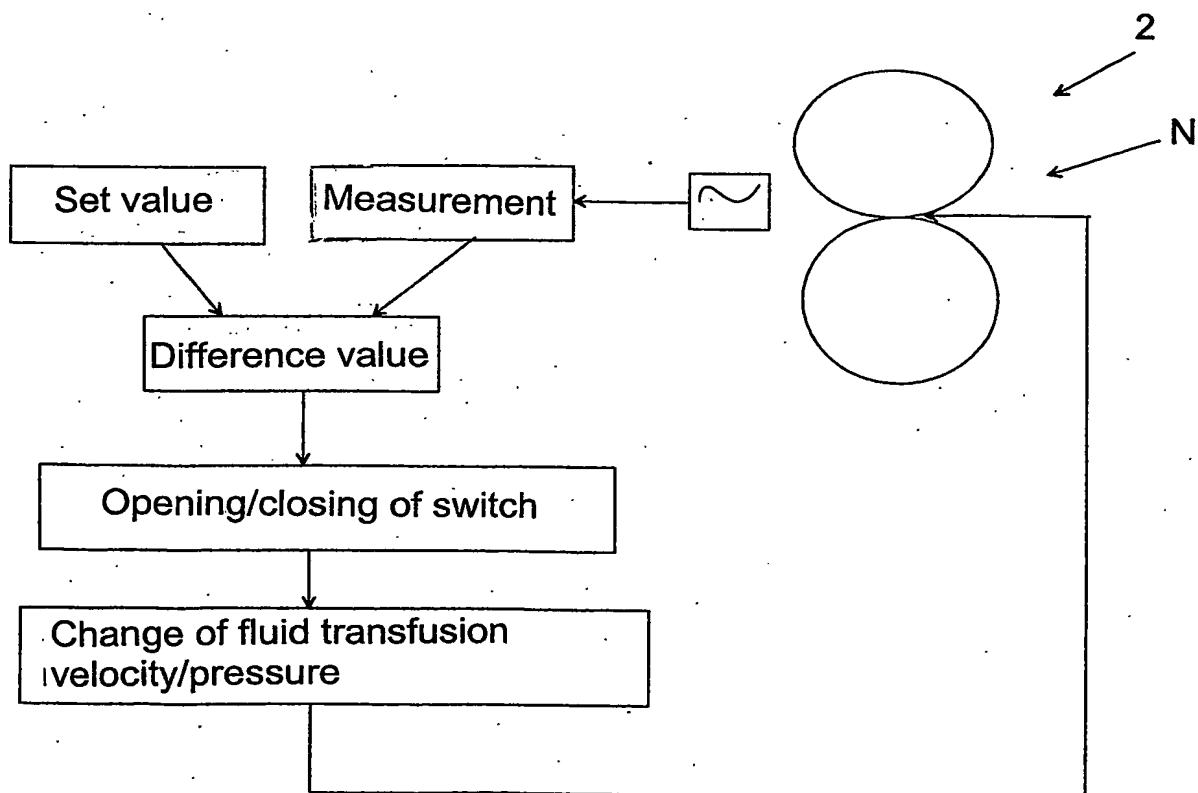 2
N
Set value
Measurement
Difference value
Opening/closing of switch
Change of fluid transfusion
velocity/pressure